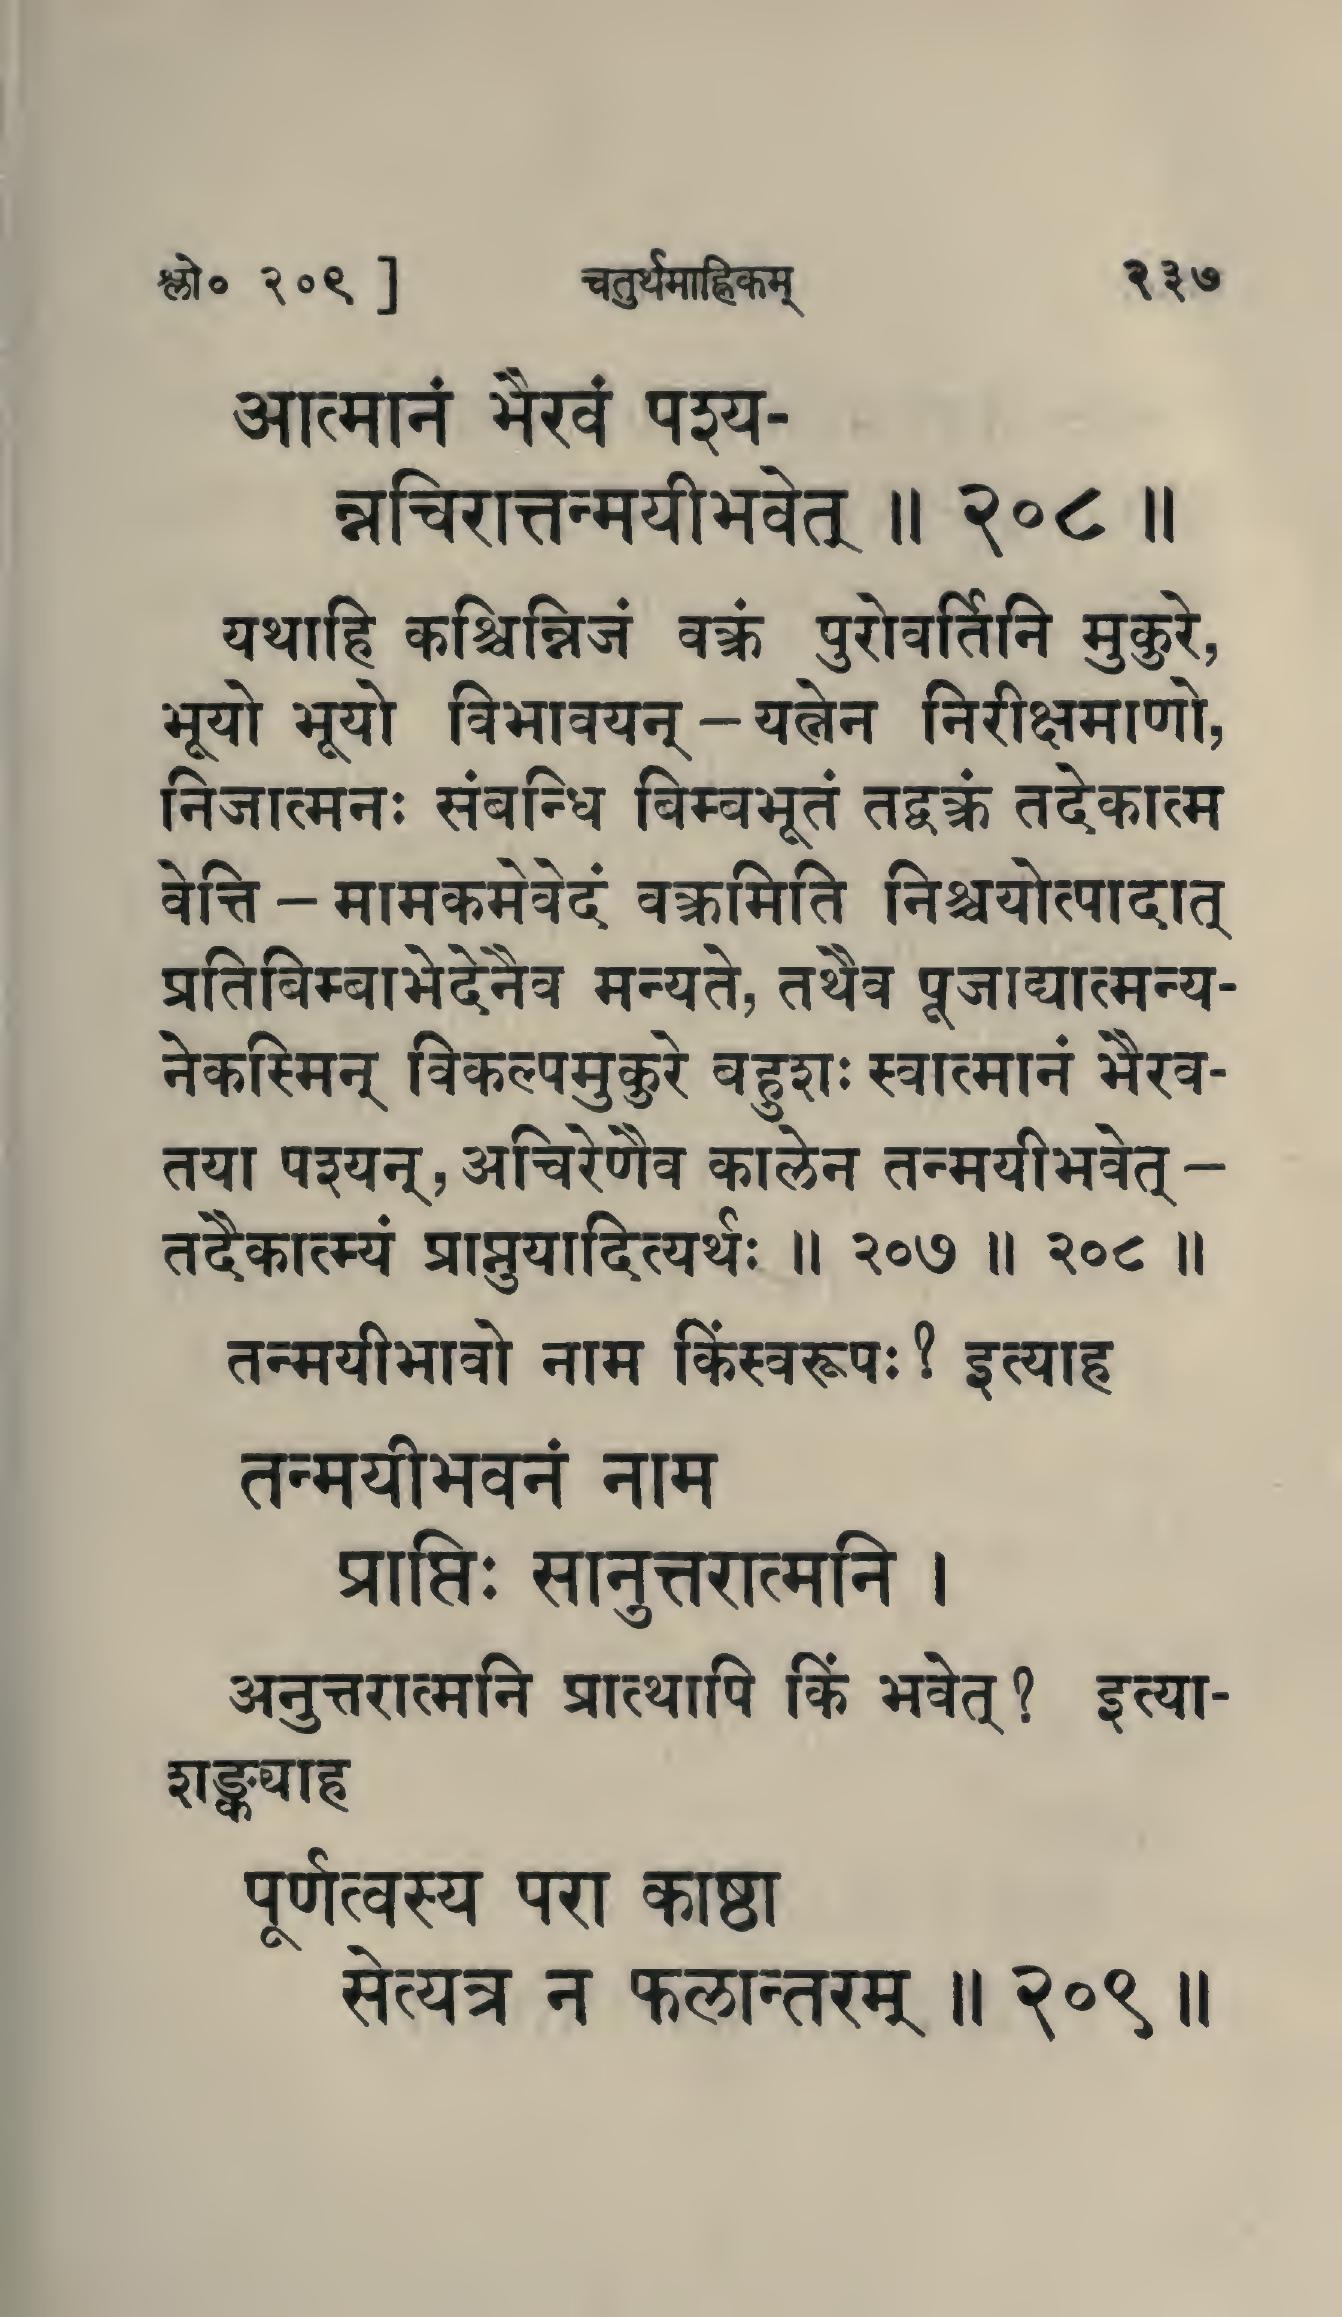 श्लो० २०९ ] चतुर्थमाह्निकम् २३७
आत्मानं भैरवं पश्य-
न्नचिरात्तन्मयीभवेत् ॥ २०८ ॥
यथाहि कश्चिन्निजं वक्त्रं पुरोवर्तिनि मुकुरे,
भूयो भूयो विभावयन् – यत्नेन निरीक्षमाणो,
निजात्मनः संबन्धि बिम्बभूतं तद्वक्त्रं तदेकात्म
वेत्ति – मामकमेवेदं वक्त्रमिति निश्चयोत्पादात्
प्रतिबिम्बाभेदेनैव मन्यते, तथैव पूजाद्यात्मन्य-
नेकस्मिन् विकल्पमुकुरे बहुशः स्वात्मानं भैरव-
तया पश्यन्, अचिरेणैव कालेन तन्मयीभवेत् –
तदैकात्म्यं प्राप्नुयादित्यर्थः ॥ २०७ ॥ २०८ ॥
तन्मयीभावो नाम किंस्वरूपः? इत्याह
तन्मयीभवनं नाम
प्राप्तिः सानुत्तरात्मनि ।
अनुत्तरात्मनि प्राप्त्यापि किं भवेत्? इत्या-
शङ्क्याह
पूर्णत्वस्य परा काष्ठा
सेत्यत्र न फलान्तरम् ॥ २०९ ॥